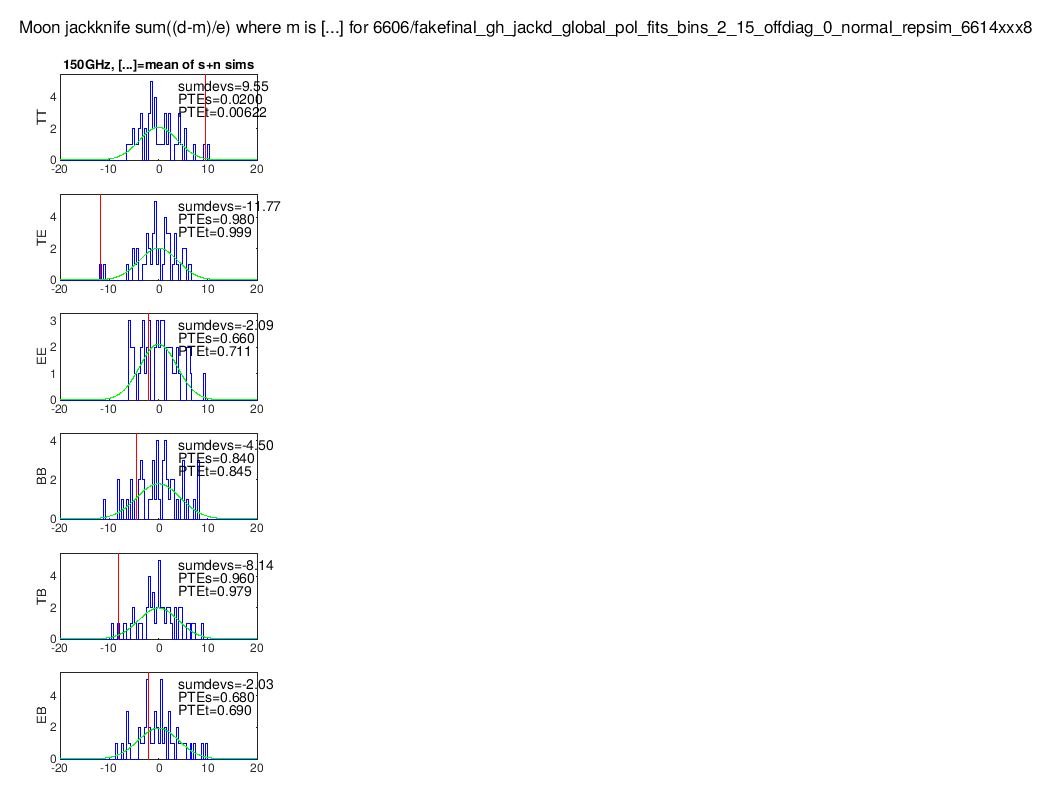 Moon jackknife sum((d-m)/e) where m is [...] for 6606/fakefinal_gh_jackd_global_pol_fits_bins_2_15_offdiag_0_normal_repsim_6614xxx8
150GHz, [...]=mean of s+n sims
sumdevs=9.55
PTEs=0.0200
PTEt=0.00622
TT
4
2
0
-20 -10 0 10 20
sumdevs=-11.77
PTEs=0.980
PTEt=0.999
TE
4
2
0
-20 -10 0 10 20
sumdevs=-2.09
PTEs=0.660
PTEt=0.711
EE
3
2
1
0
-20 -10 0 10 20
sumdevs=-4.50
PTEs=0.840
PTEt=0.845
BB
4
2
0
-20 -10 0 10 20
sumdevs=-8.14
PTEs=0.960
PTEt=0.979
TB
4
2
0
-20 -10 0 10 20
sumdevs=-2.03
PTEs=0.680
PTEt=0.690
EB
4
2
0
-20 -10 0 10 20